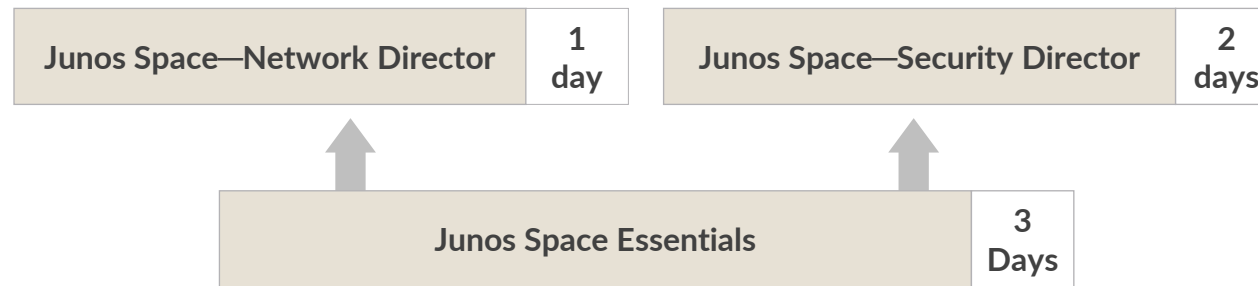 Junos Space—Network Director
1
day
Junos Space—Security Director
2
days
Junos Space Essentials
3
Days